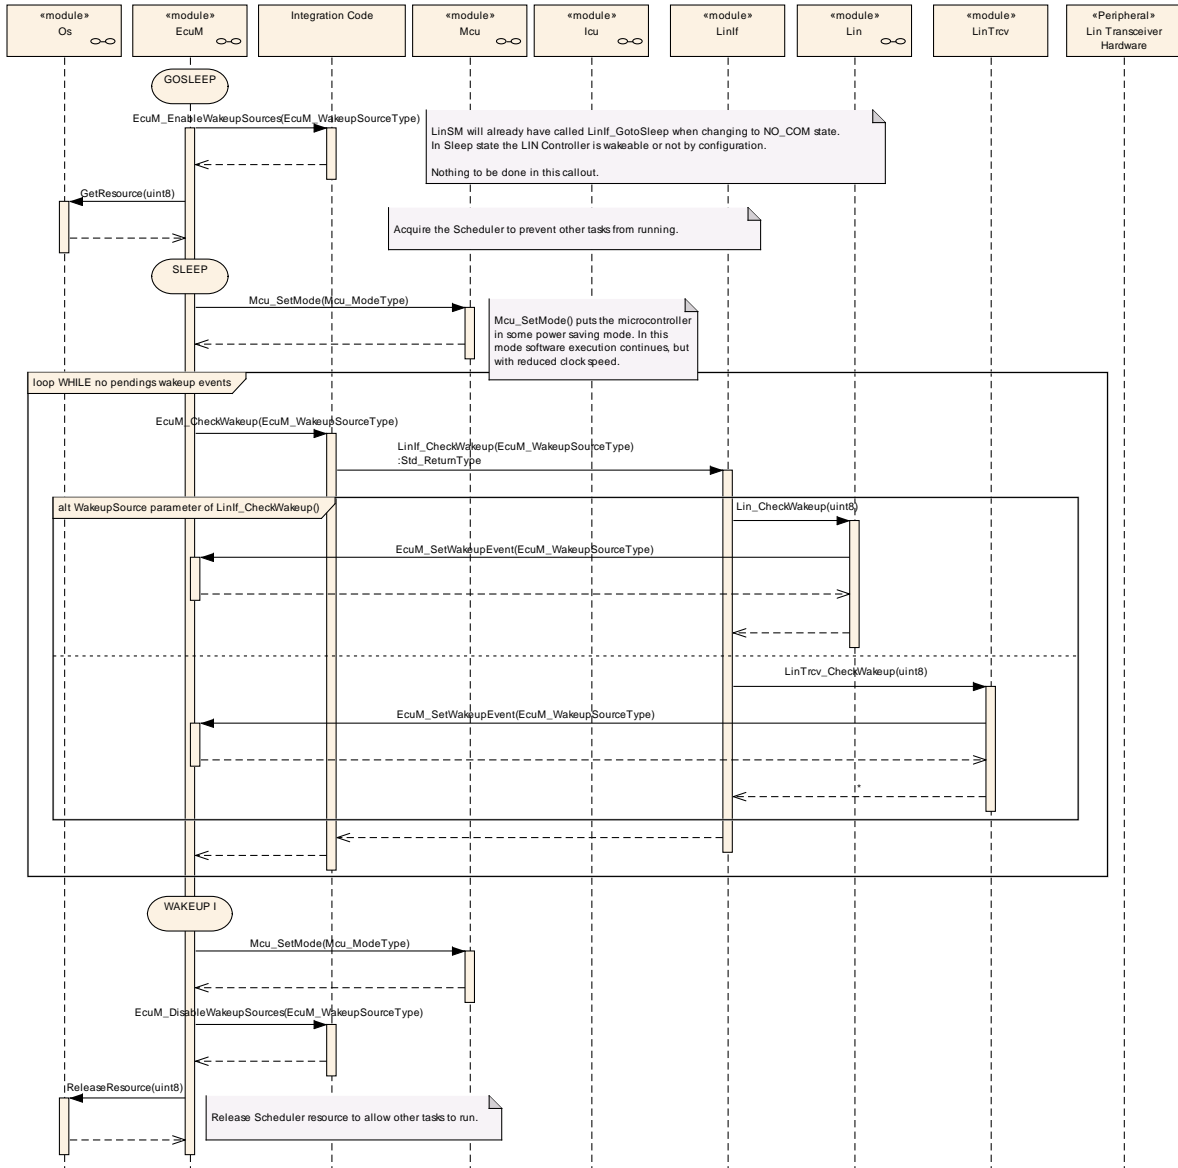 «module»
Os
«module»
EcuM
Integration Code
«module»
Mcu
«module»
Icu
«module»
LinIf
«module»
Lin
«module»
LinTrcv
«Peripheral»
Lin Transceiver
Hardware
GOSLEEP
EcuM_EnableWakeupSources(EcuM_WakeupSourceType)
LinSM will already have called LinIf_GotoSleep when changing to NO_COM state.
In Sleep state the LIN Controller is wakeable or not by configuration.
Nothing to be done in this callout.
GetResource(uint8)
Acquire the Scheduler to prevent other tasks from running.
SLEEP
Mcu_SetMode(Mcu_ModeType)
Mcu_SetMode() puts the microcontroller
in some power saving mode. In this
mode software execution continues, but
with reduced clock speed.
loop WHILE no pendings wakeup events
EcuM_CheckWakeup(EcuM_WakeupSourceType)
LinIf_CheckWakeup(EcuM_WakeupSourceType)
:Std_ReturnType
alt WakeupSource parameter of LinIf_CheckWakeup()
Lin_CheckWakeup(uint8)
EcuM_SetWakeupEvent(EcuM_WakeupSourceType)
LinTrcv_CheckWakeup(uint8)
EcuM_SetWakeupEvent(EcuM_WakeupSourceType)
*
WAKEUP I
Mcu_SetMode(Mcu_ModeType)
EcuM_DisableWakeupSources(EcuM_WakeupSourceType)
ReleaseResource(uint8)
Release Scheduler resource to allow other tasks to run.